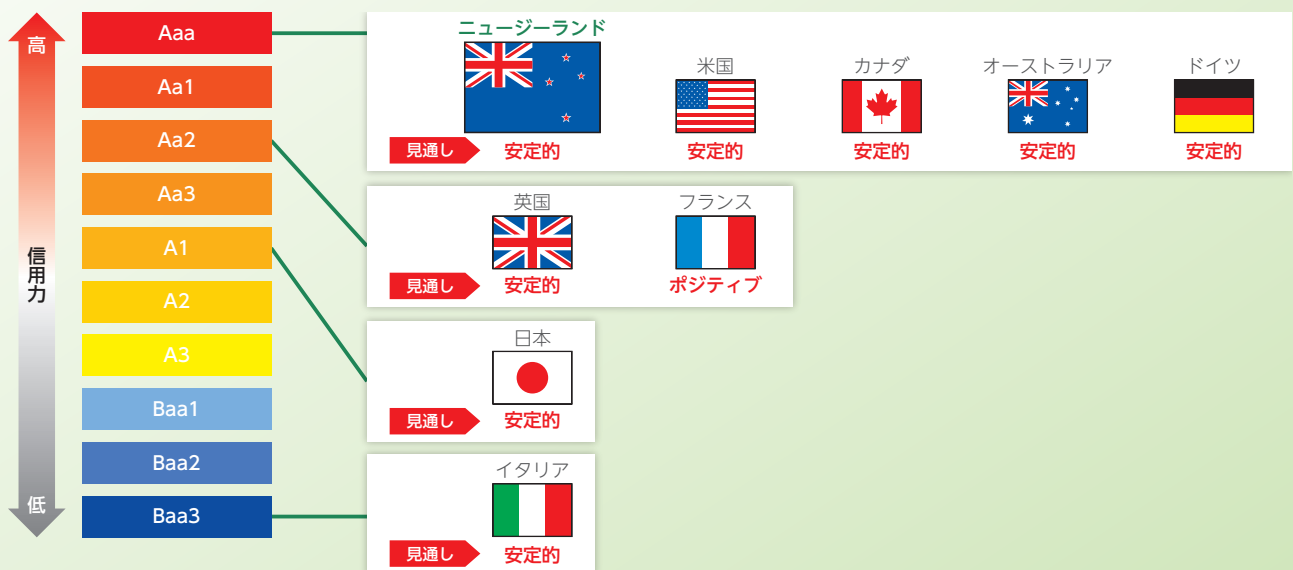 高
信用力
低
Aaa
Aa1
Aa2
Aa3
A1
A2
A3
Baa1
Baa2
Baa3
ニュージーランド
米国
カナダ
オーストラリア
ドイツ
見通し 安定的 安定的 安定的 安定的 安定的
英国 フランス
見通し 安定的 ポジティブ
日本
見通し 安定的
イタリア
見通し 安定的